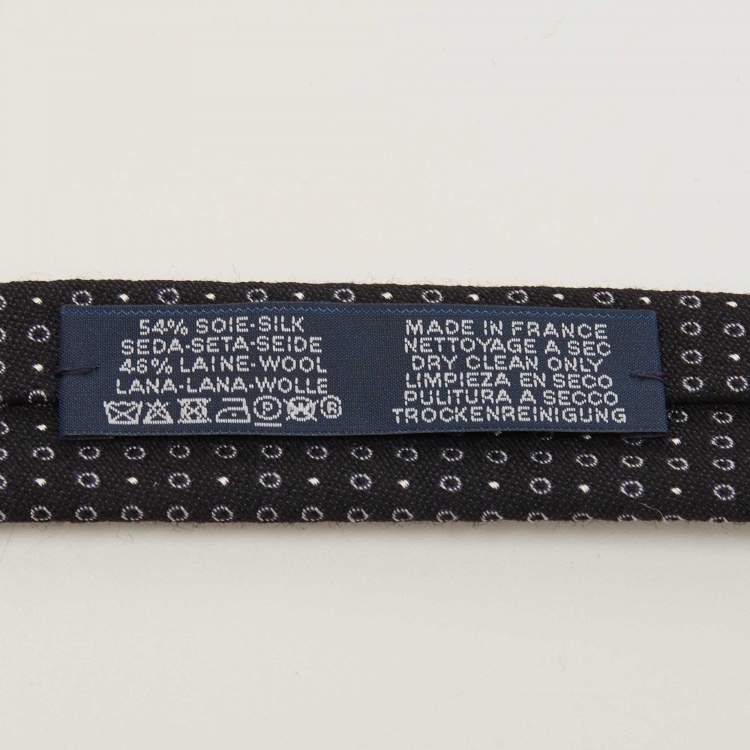 54% SOIE-SILK
SEDA-SETA-SEIDE
46% LAINE-WOOL
LANA-LANA-WOLLE
P W ®
MADE IN FRANCE
NETTOYAGE A SEC
DRY CLEAN ONLY
LIMPIEZA EN SECO
PULITURA A SECCO
TROCKENREINIGUNG